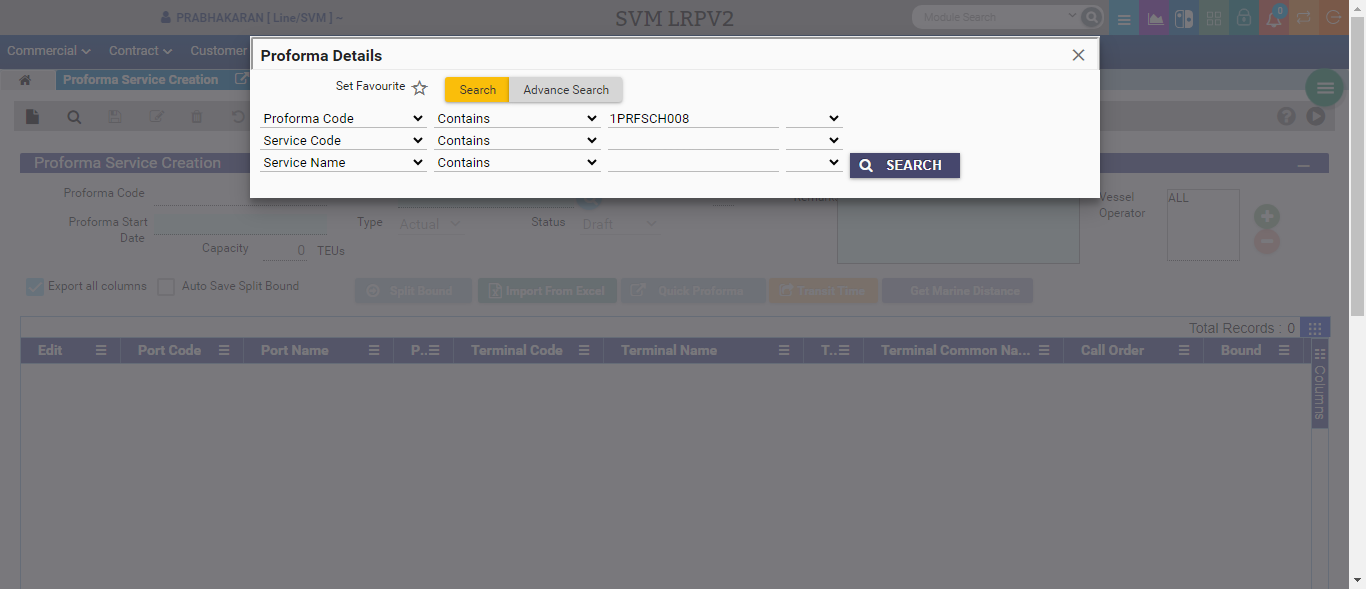 PRABHAKARAN [ Line/SVM ] ~
SVM LRPV2
Module Search
0
Commercial
Contract
Customer
Proforma Details
Proforma Service Creation
Set Favourite
Search
Advance Search
Proforma Code
Contains
1PRFSCH008
Service Code
Contains
Service Name
Contains
SEARCH
Proforma Service Creation
Proforma Code
Vessel
Operator
ALL
Proforma Start
Date
Type
Actual
Status
Draft
Capacity
0
TEUs
Export all columns
Auto Save Split Bound
Split Bound
Import From Excel
Quick Proforma
Transit Time
Get Marine Distance
Total Records : 0
Edit
Port Code
Port Name
P..
Terminal Code
Terminal Name
T..
Terminal Common Na...
Call Order
Bound
Columns